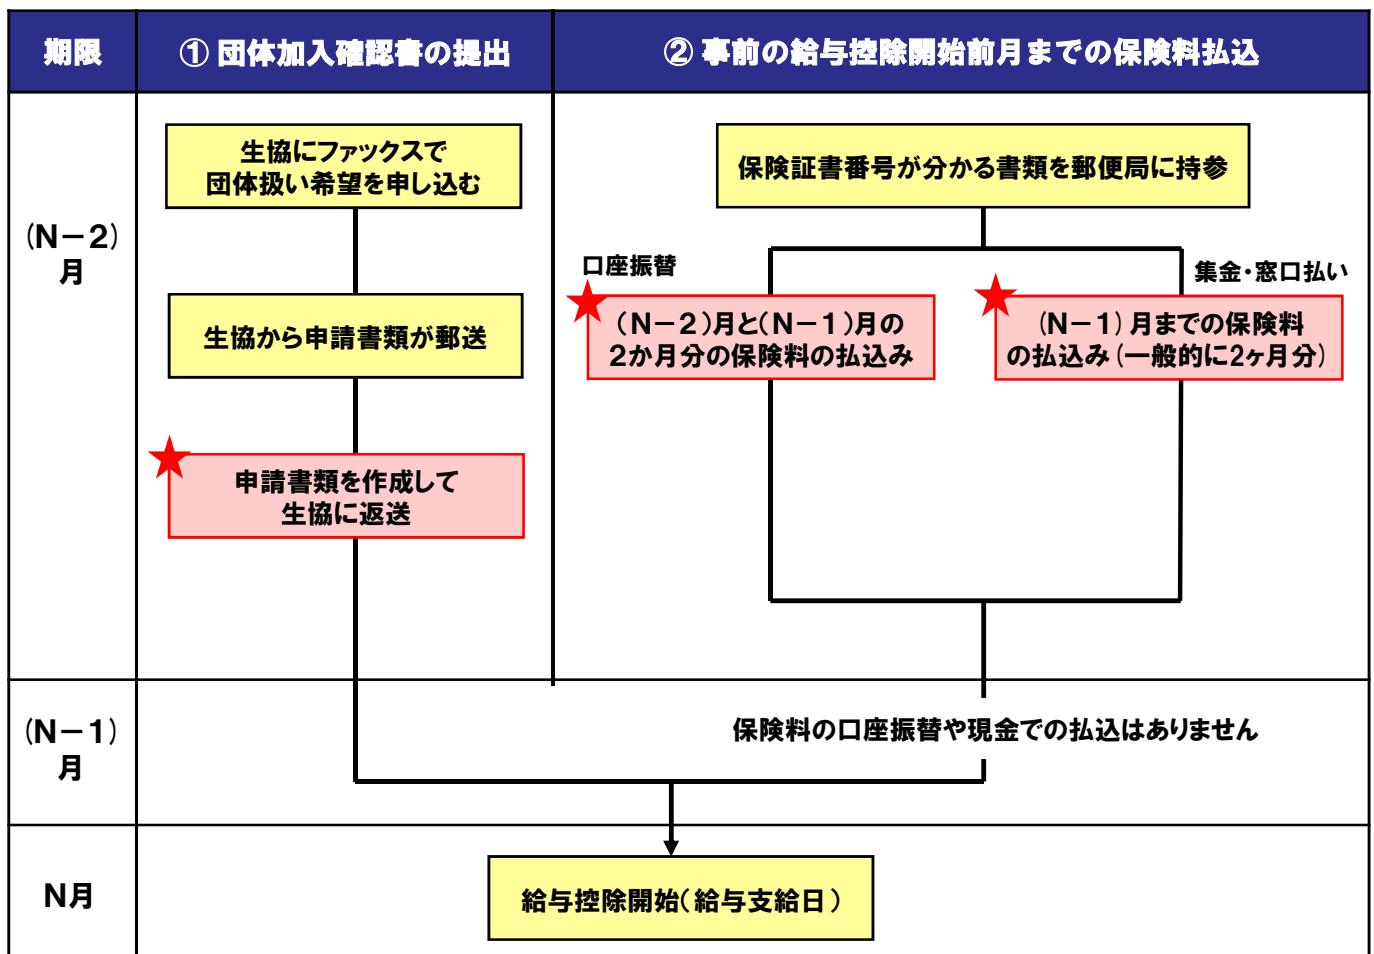 期限
① 団体加入確認書の提出
② 事前の給与控除開始前月までの保険料払込
(N－2)
月
生協にファックスで
団体扱い希望を申し込む
生協から申請書類が郵送
申請書類を作成して
生協に返送
保険証書番号が分かる書類を郵便局に持参
口座振替
（N－2）月と（N－1）月の
2か月分の保険料の払込み
集金・窓口払い
（N－1）月までの保険料
の払込み（一般的に2ヶ月分）
(N－1)
月
保険料の口座振替や現金での払込はありません
N月
給与控除開始（給与支給日）